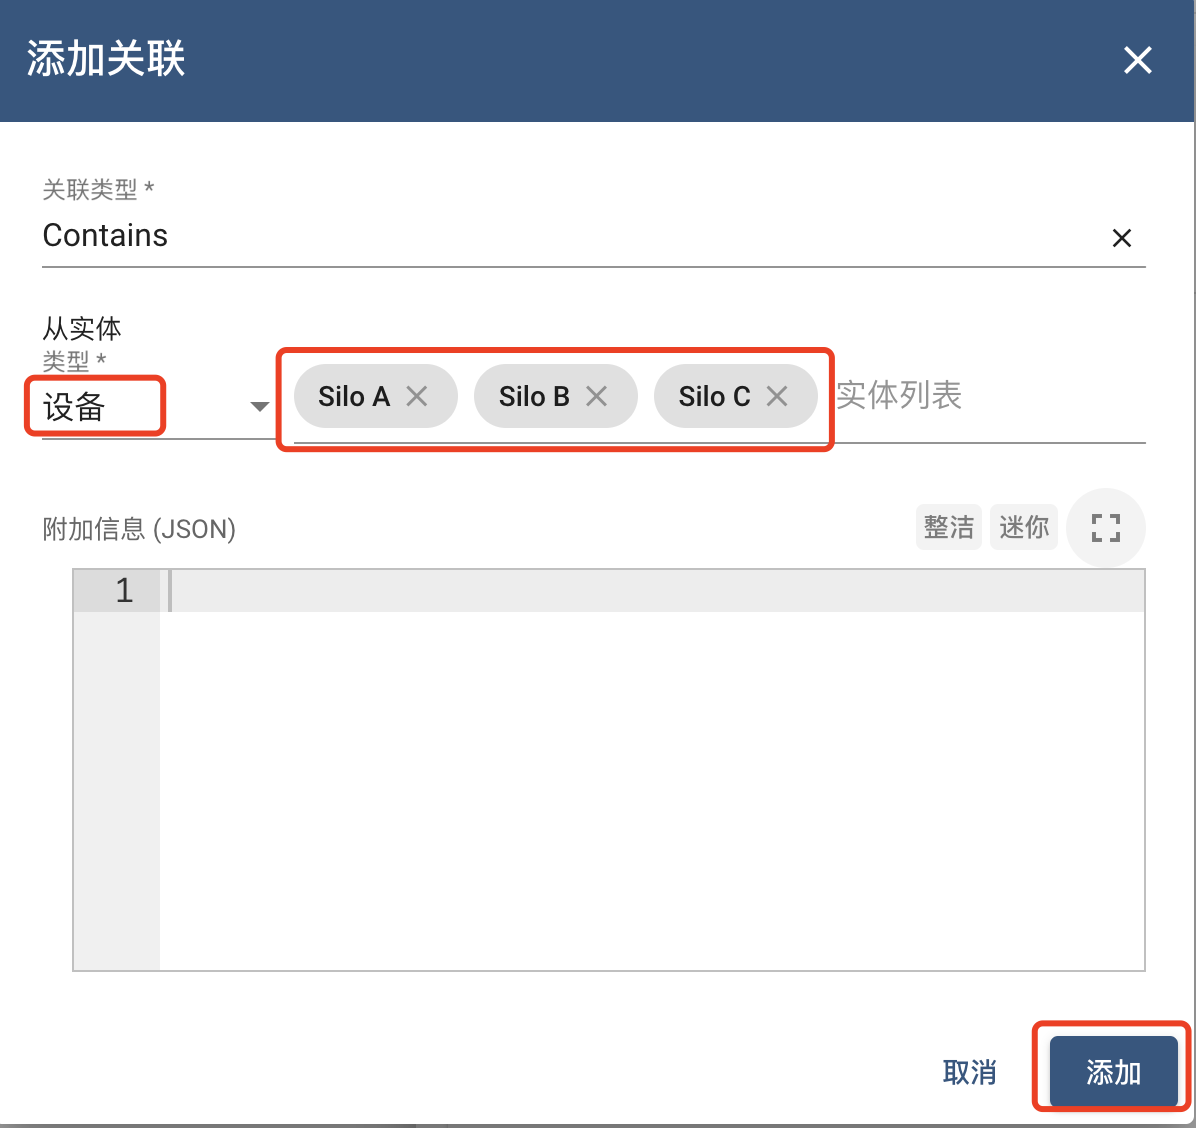 添加关联
关联类型 *
Contains
从实体
类型 *
设备
Silo A Silo B Silo C 实体列表
附加信息 (JSON) 整洁 迷你
1
取消 添加